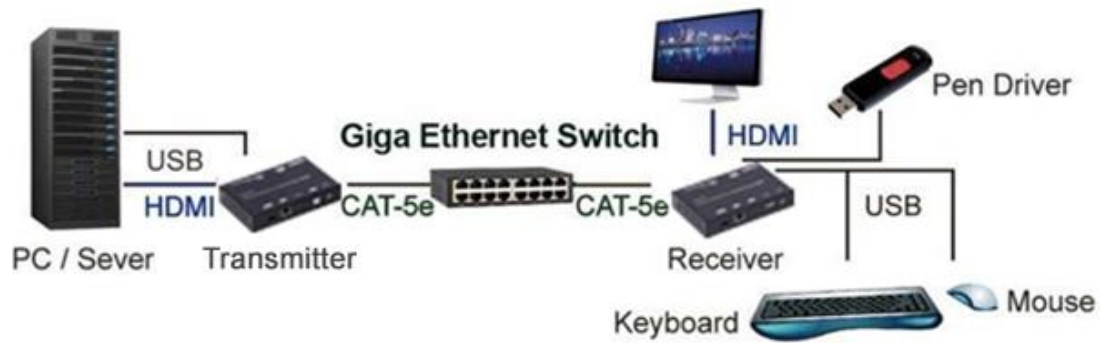 Giga Ethernet Switch
HDMI
Pen Driver
USB
HDMI
CAT-5e
CAT-5e
USB
PC / Sever
Transmitter
Receiver
Keyboard
Mouse